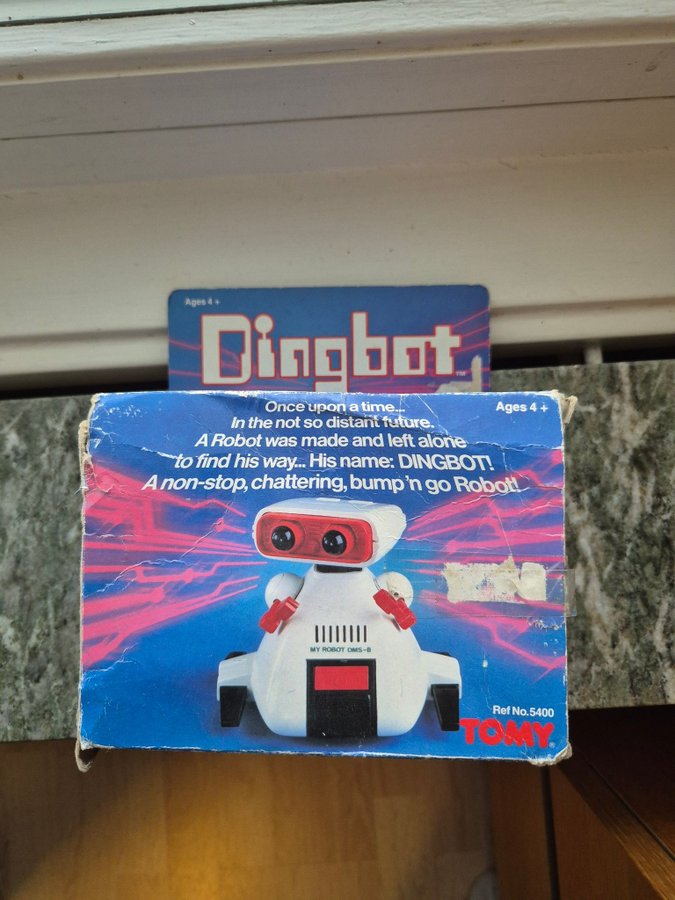 Ages 4 +
Dingbot™
Once upon a time...
Ages 4 +
In the not so distant future.
A Robot was made and left alone
to find his way... His name: DINGBOT!
A non-stop, chattering, bump'n go Robot!
MY ROBOT OMS-B
Ref No.5400
TOMY®